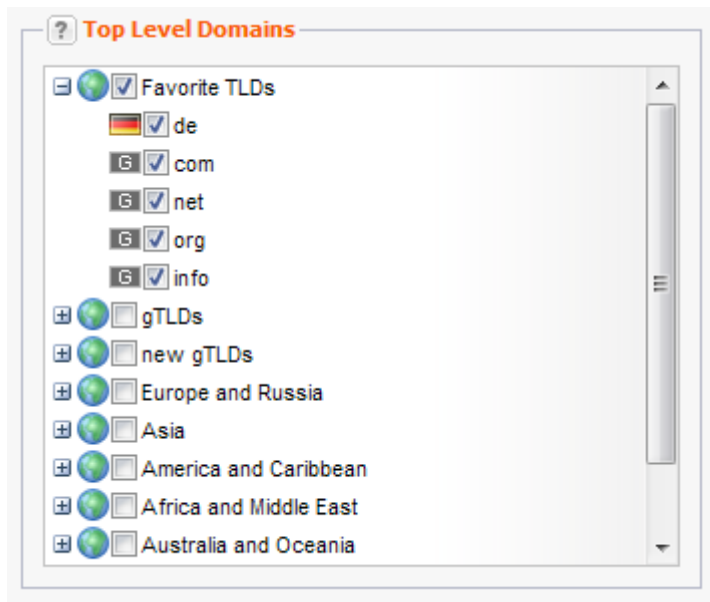 ? Top Level Domains
Favorite TLDs
de
G com
G net
G org
G info
gTLDs
new gTLDs
Europe and Russia
Asia
America and Caribbean
Africa and Middle East
Australia and Oceania